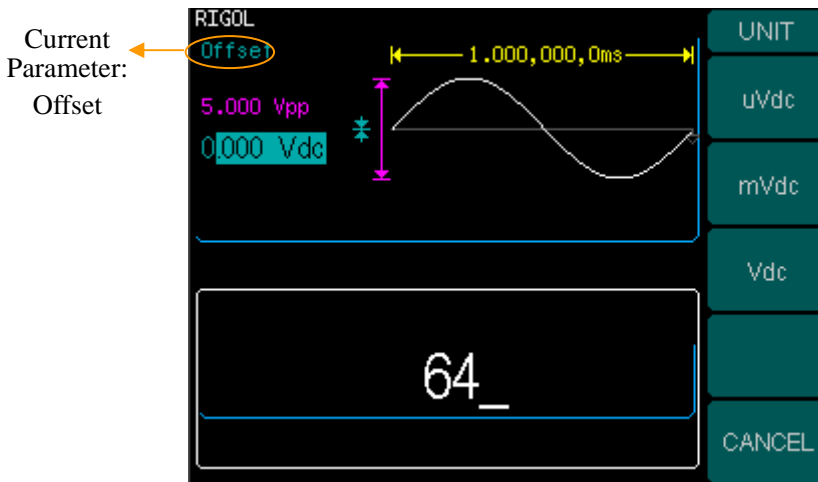 Current
Parameter:
Offset
RIGOL
Offset
1.000,000,0ms
5.000 Vpp
0.000 Vdc
64_
UNIT
uVdc
mVdc
Vdc
CANCEL